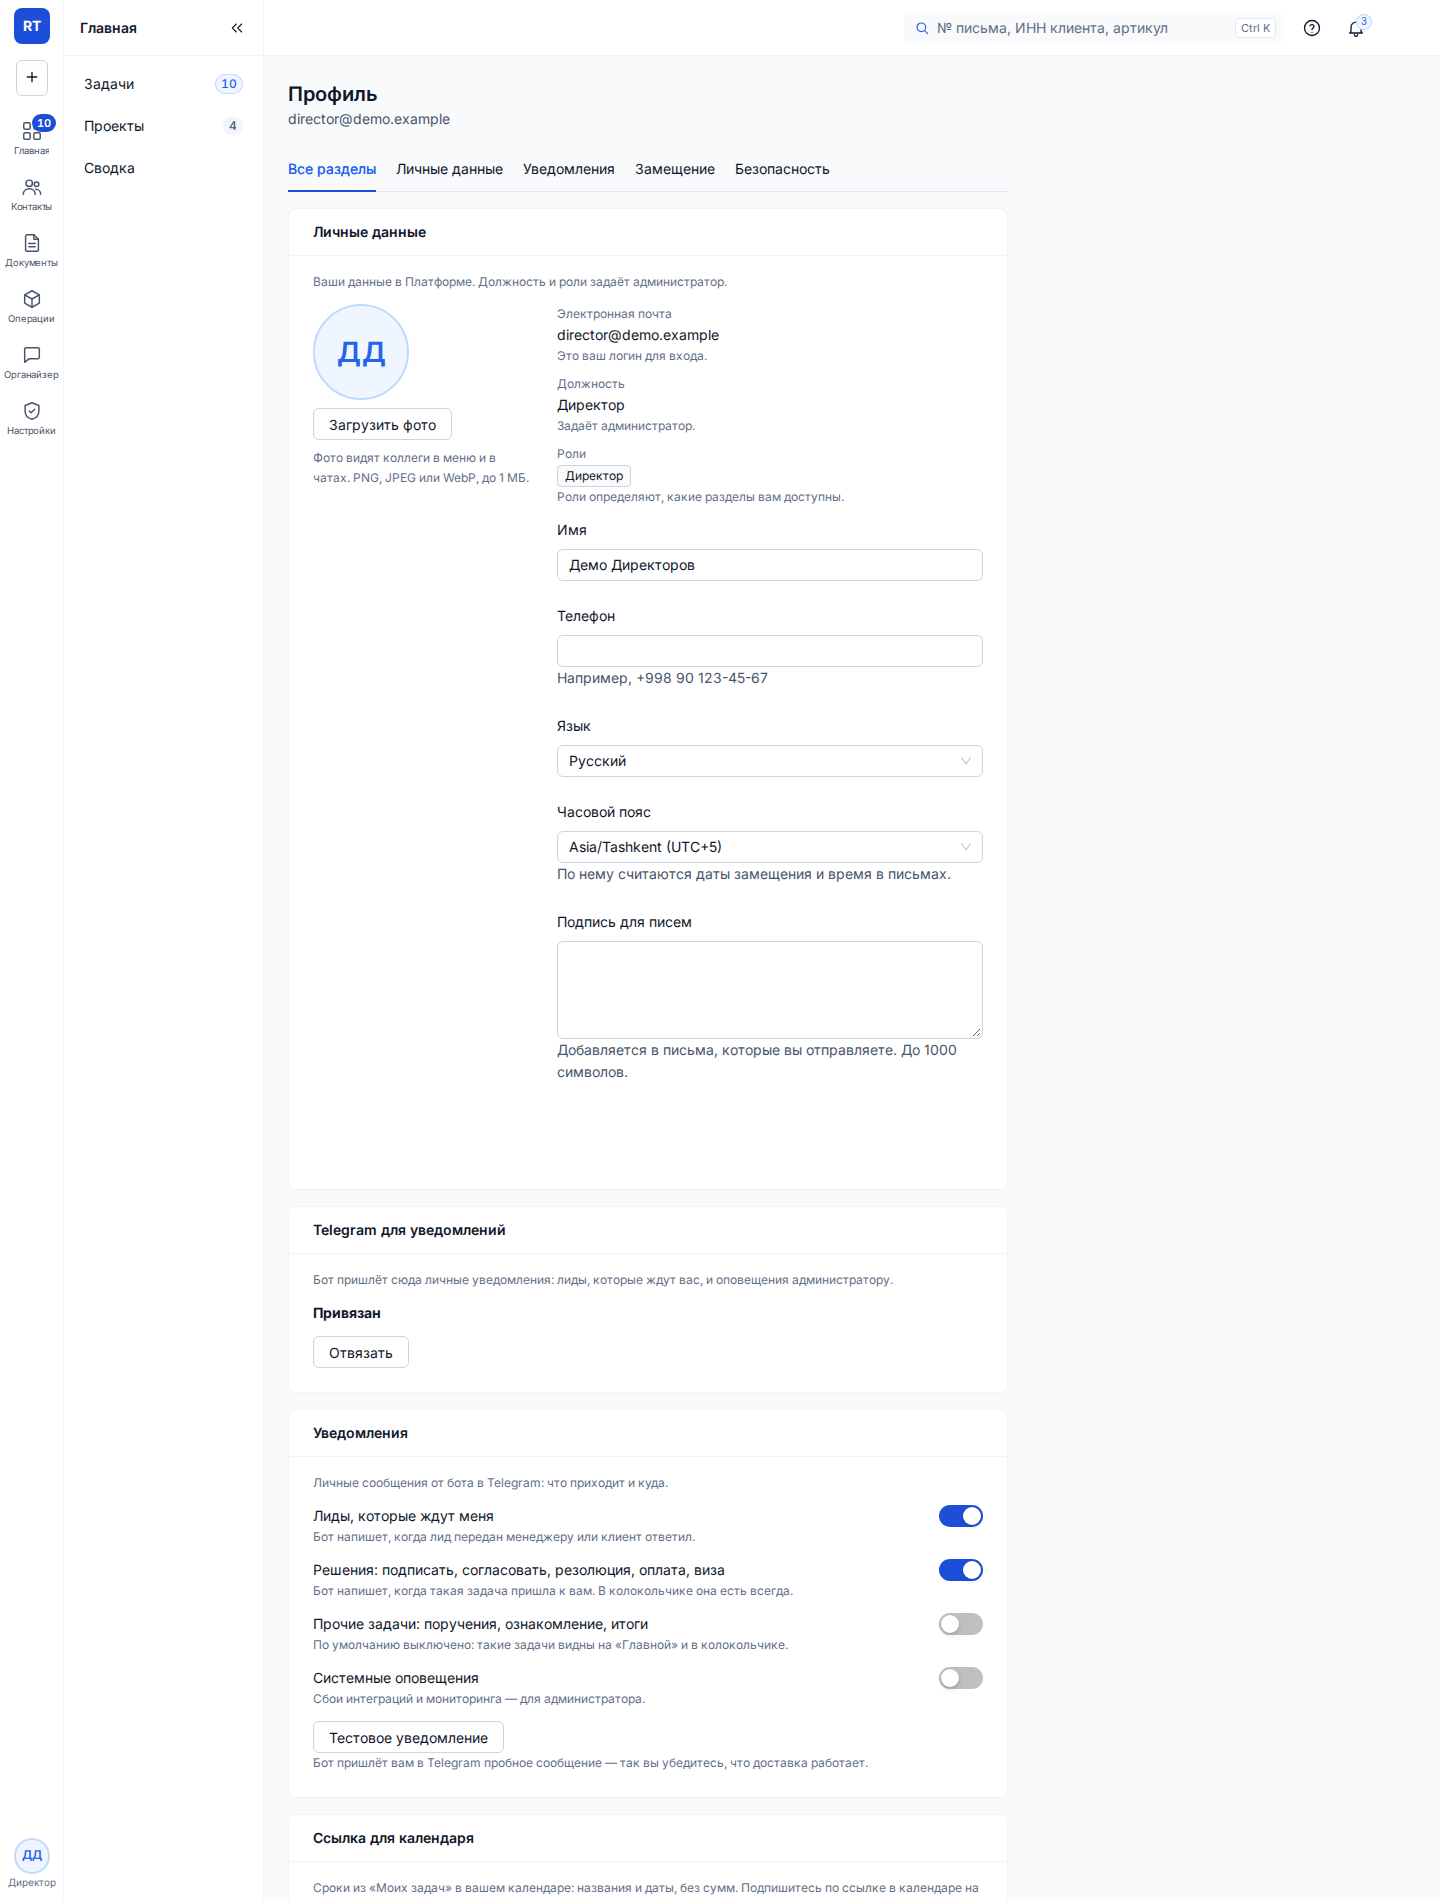 RT
Главная
№ письма, ИНН клиента, артикул
Ctrl K
3
10
Главная
Контакты
Документы
Операции
Органайзер
Настройки
Задачи
10
Проекты
4
Сводка
Профиль
director@demo.example
Все разделы
Личные данные
Уведомления
Замещение
Безопасность
Личные данные
Ваши данные в Платформе. Должность и роли задаёт администратор.
ДД
Загрузить фото
Фото видят коллеги в меню и в
чатах. PNG, JPEG или WebP, до 1 МБ.
Электронная почта
director@demo.example
Это ваш логин для входа.
Должность
Директор
Задаёт администратор.
Роли
Директор
Роли определяют, какие разделы вам доступны.
Имя
Демо Директоров
Телефон
Например, +998 90 123-45-67
Язык
Русский
Часовой пояс
Asia/Tashkent (UTC+5)
По нему считаются даты замещения и время в письмах.
Подпись для писем
Добавляется в письма, которые вы отправляете. До 1000
символов.
Telegram для уведомлений
Бот пришлёт сюда личные уведомления: лиды, которые ждут вас, и оповещения администратору.
Привязан
Отвязать
Уведомления
Личные сообщения от бота в Telegram: что приходит и куда.
Лиды, которые ждут меня
Бот напишет, когда лид передан менеджеру или клиент ответил.
Решения: подписать, согласовать, резолюция, оплата, виза
Бот напишет, когда такая задача пришла к вам. В колокольчике она есть всегда.
Прочие задачи: поручения, ознакомление, итоги
По умолчанию выключено: такие задачи видны на «Главной» и в колокольчике.
Системные оповещения
Сбои интеграций и мониторинга — для администратора.
Тестовое уведомление
Бот пришлёт вам в Telegram пробное сообщение — так вы убедитесь, что доставка работает.
Ссылка для календаря
Сроки из «Моих задач» в вашем календаре: названия и даты, без сумм. Подпишитесь по ссылке в календаре на
ДД
Директор